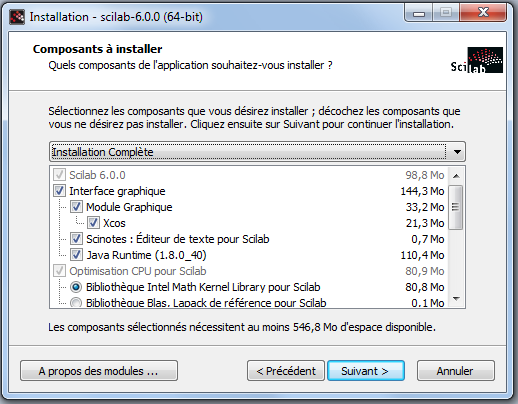 Installation - scilab-6.0.0 (64-bit)
Composants à installer
Quels composants de l'application souhaitez-vous installer ?
Scilab
Sélectionnez les composants que vous désirez installer ; décochez les composants que
vous ne désirez pas installer. Cliquez ensuite sur Suivant pour continuer l'installation.
Installation Complète
Scilab 6.0.0 98,8 Mo
Interface graphique 144,3 Mo
Module Graphique 33,2 Mo
Xcos 21,3 Mo
Scinotes : Éditeur de texte pour Scilab 0,7 Mo
Java Runtime (1.8.0_40) 110,4 Mo
Optimisation CPU pour Scilab 80,9 Mo
Bibliothèque Intel Math Kernel Library pour Scilab 80,8 Mo
Bibliothèque Blas, Lapack de référence pour Scilab 0,1 Mo
Les composants sélectionnés nécessitent au moins 546,8 Mo d'espace disponible.
A propos des modules ... < Précédent Suivant > Annuler